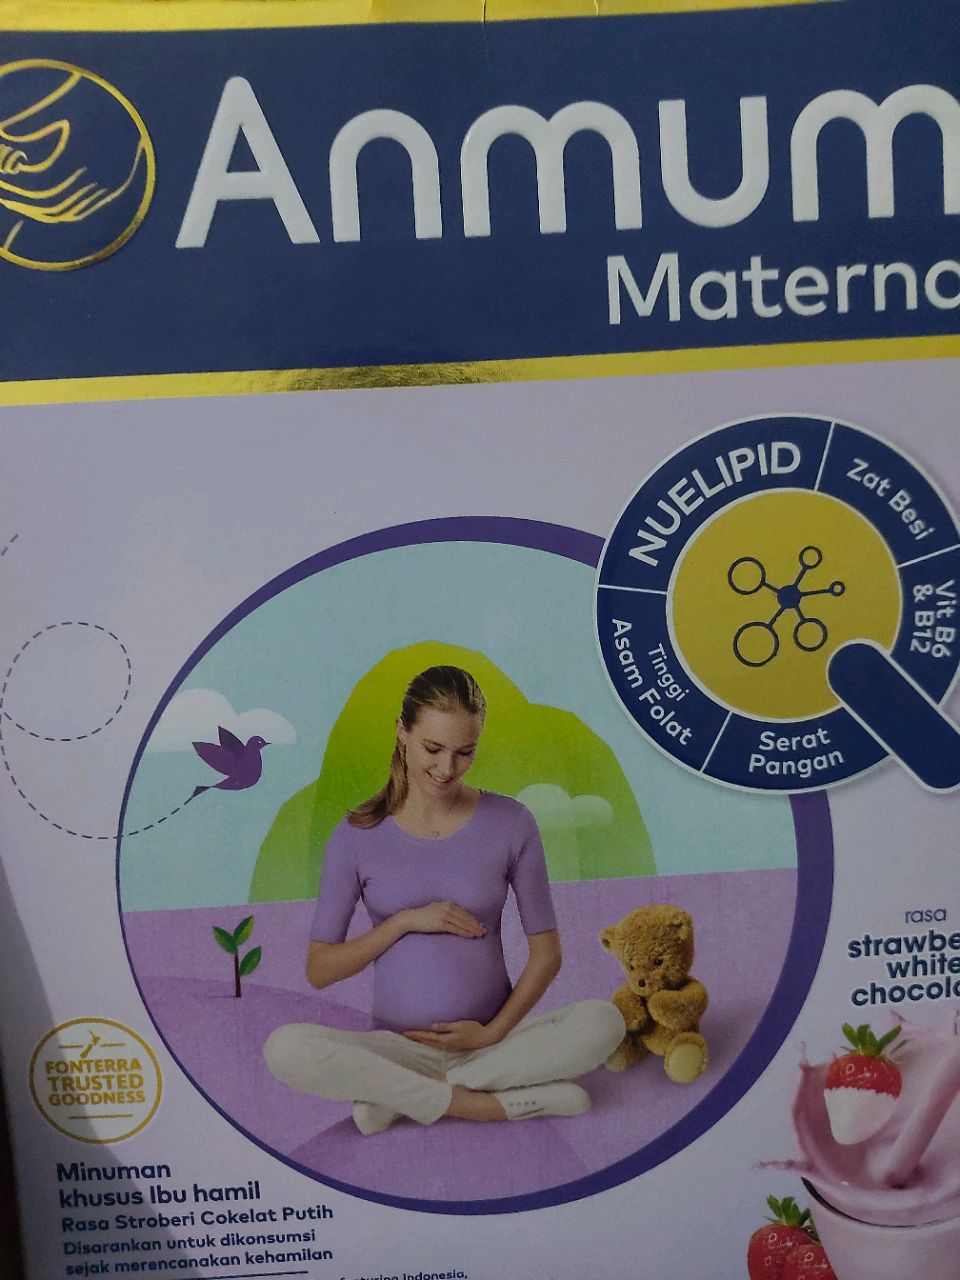 Anmum
Materna
NUELIPID
Zat Besi
Vit B6
& B12
Serat
Pangan
Tinggi
Asam Folat
rasa
strawbe
white
chocola
FONTERRA
TRUSTED
GOODNESS
Minuman
khusus Ibu hamil
Rasa Stroberi Cokelat Putih
Disarankan untuk dikonsumsi
sejak merencanakan kehamilan
Indonesia,